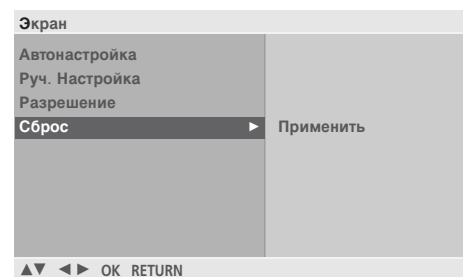 Экран
Автонастройка
Руч. Настройка
Разрешение
Сброс ► Применить
▲▼ ◄► OK RETURN